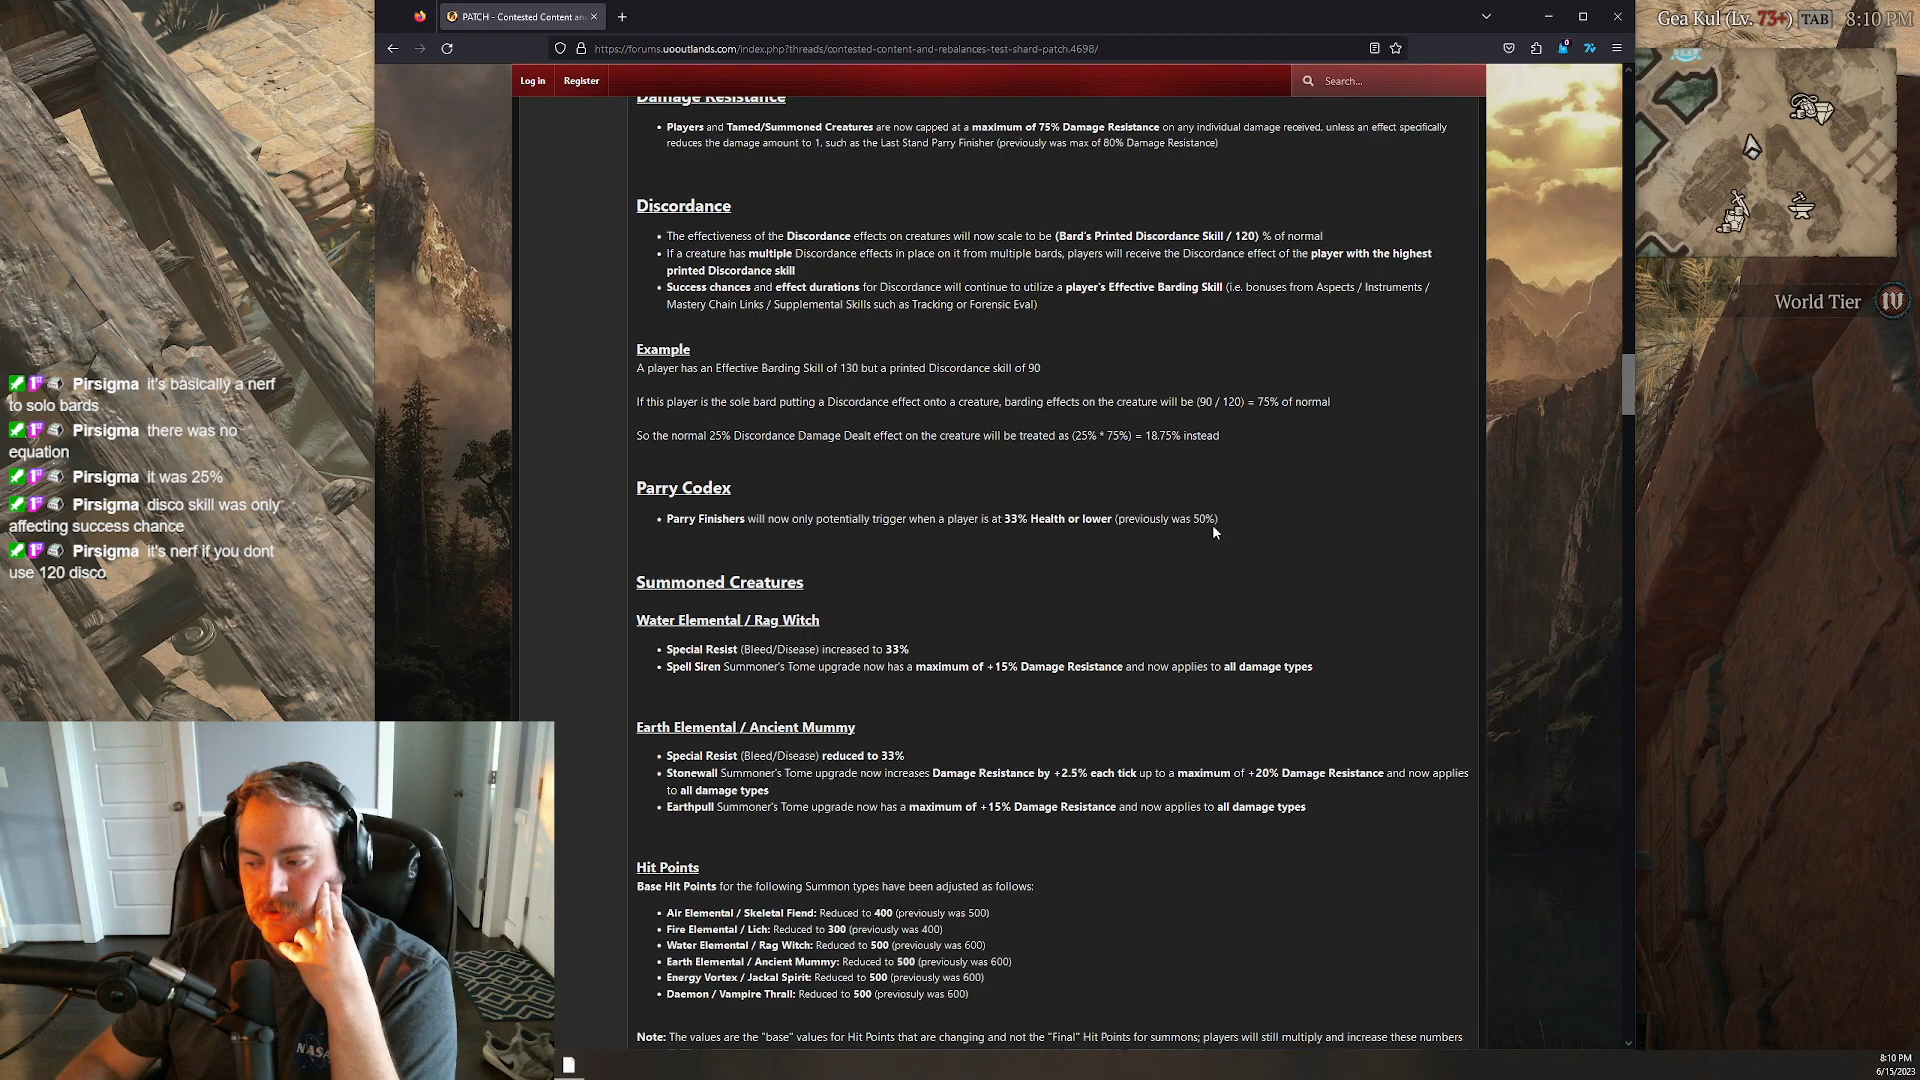 PATCH - Contested Content an
https://forums.uooutlands.com/index.php?threads/contested-content-and-rebalances-test-shard-patch.4698/
0
Gea Kul (Lv. 73+) TAB 8:10 PM
World Tier IV
Log in Register Search...
Damage Resistance
• Players and Tamed/Summoned Creatures are now capped at a maximum of 75% Damage Resistance on any individual damage received, unless an effect specifically
reduces the damage amount to 1, such as the Last Stand Parry Finisher (previously was max of 80% Damage Resistance)
Discordance
• The effectiveness of the Discordance effects on creatures will now scale to be (Bard's Printed Discordance Skill / 120) % of normal
• If a creature has multiple Discordance effects in place on it from multiple bards, players will receive the Discordance effect of the player with the highest
printed Discordance skill
• Success chances and effect durations for Discordance will continue to utilize a player's Effective Barding Skill (i.e. bonuses from Aspects / Instruments /
Mastery Chain Links / Supplemental Skills such as Tracking or Forensic Eval)
Example
A player has an Effective Barding Skill of 130 but a printed Discordance skill of 90
If this player is the sole bard putting a Discordance effect onto a creature, barding effects on the creature will be (90 / 120) = 75% of normal
So the normal 25% Discordance Damage Dealt effect on the creature will be treated as (25% * 75%) = 18.75% instead
Parry Codex
• Parry Finishers will now only potentially trigger when a player is at 33% Health or lower (previously was 50%)
Summoned Creatures
Water Elemental / Rag Witch
• Special Resist (Bleed/Disease) increased to 33%
• Spell Siren Summoner's Tome upgrade now has a maximum of +15% Damage Resistance and now applies to all damage types
Earth Elemental / Ancient Mummy
• Special Resist (Bleed/Disease) reduced to 33%
• Stonewall Summoner's Tome upgrade now increases Damage Resistance by +2.5% each tick up to a maximum of +20% Damage Resistance and now applies
to all damage types
• Earthpull Summoner's Tome upgrade now has a maximum of +15% Damage Resistance and now applies to all damage types
Hit Points
Base Hit Points for the following Summon types have been adjusted as follows:
• Air Elemental / Skeletal Fiend: Reduced to 400 (previously was 500)
• Fire Elemental / Lich: Reduced to 300 (previously was 400)
• Water Elemental / Rag Witch: Reduced to 500 (previously was 600)
• Earth Elemental / Ancient Mummy: Reduced to 500 (previously was 600)
• Energy Vortex / Jackal Spirit: Reduced to 500 (previously was 600)
• Daemon / Vampire Thrall: Reduced to 500 (previosuly was 600)
Note: The values are the "base" values for Hit Points that are changing and not the "Final" Hit Points for summons; players will still multiply and increase these numbers
Pirsigma it's basically a nerf
to solo bards
Pirsigma there was no
equation
Pirsigma it was 25%
Pirsigma disco skill was only
affecting success chance
Pirsigma it's nerf if you dont
use 120 disco
NASA
8:10 PM
6/15/2023